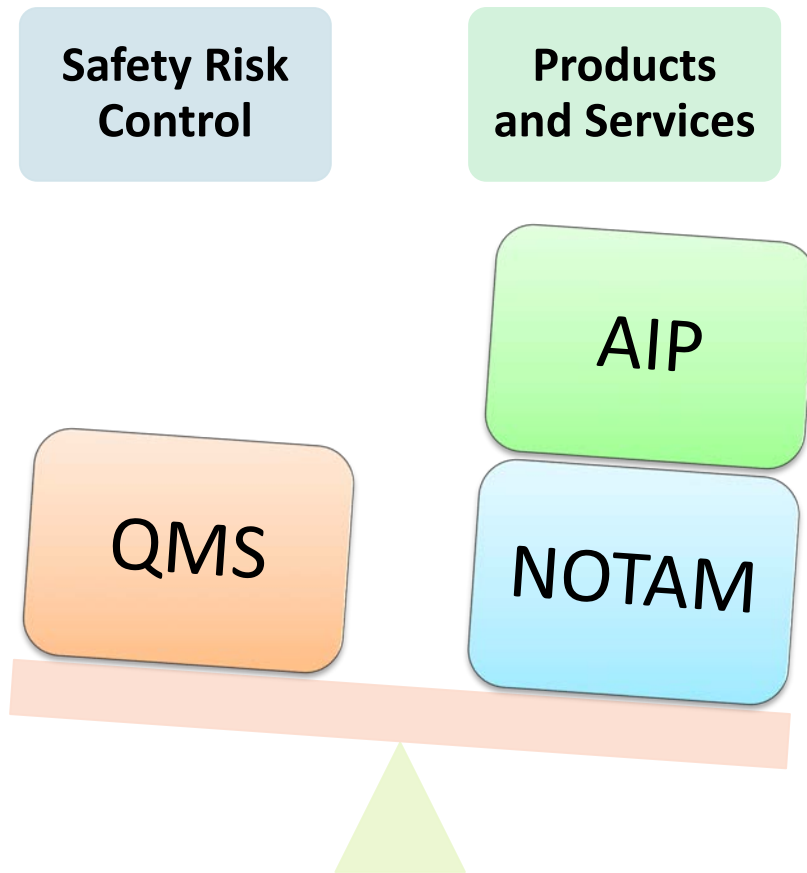 Safety Risk
Control
Products
and Services
AIP
QMS
NOTAM